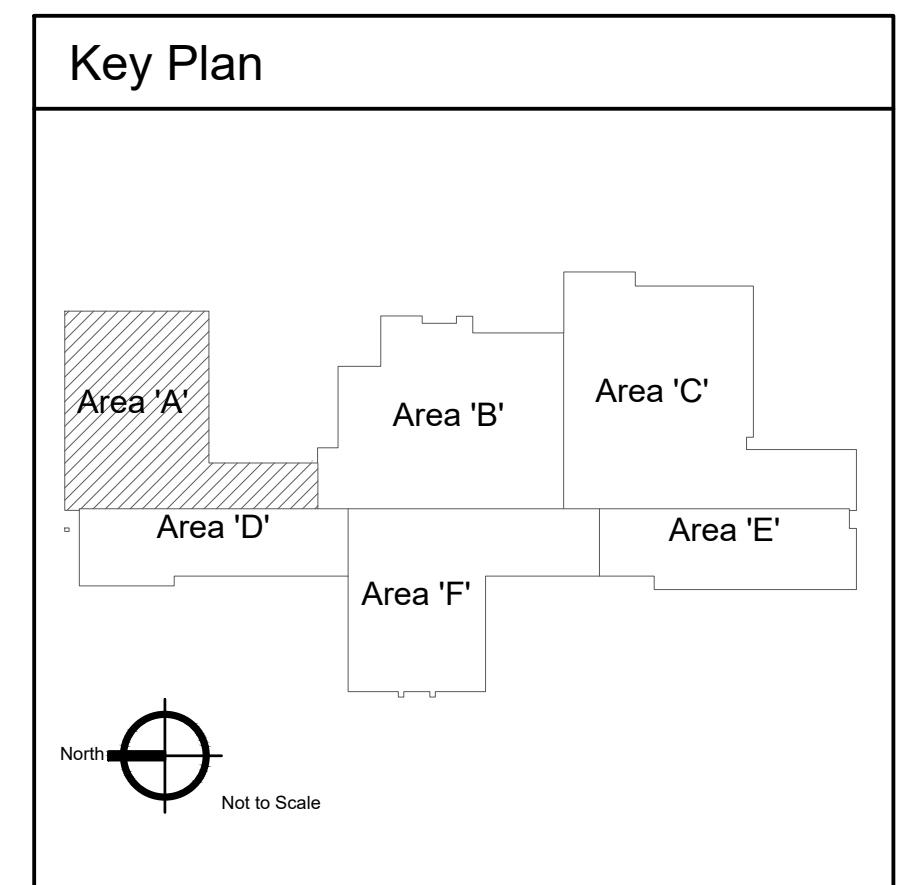 Key Plan
Area 'A'
Area 'B'
Area 'C'
Area 'D'
Area 'E'
Area 'F'
North
Not to Scale